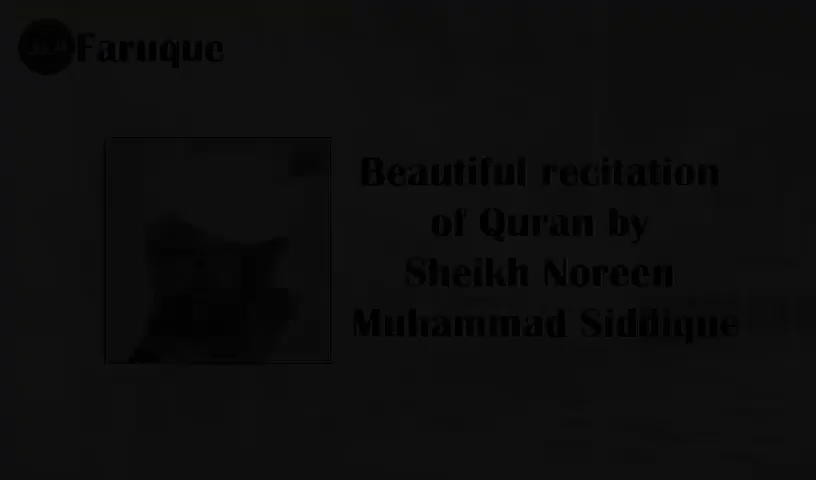 Faruque
Beautiful recitation
of Quran by
Sheikh Noreen
Muhammad Siddique